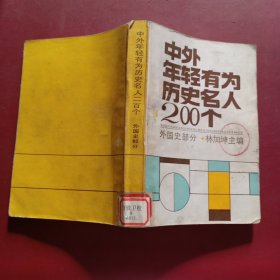 中外
年轻有为
历史名人
200个
外国史部分·林加坤主编
中外年轻有为历史名人二百个
外国史部分